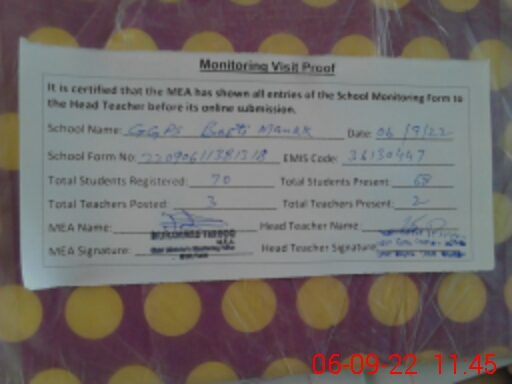 Monitoring Visit Proof
It is certified that the MEA has shown all entries of the School Monitoring Form to
the Head Teacher before its online submission.
School Name: GGPS Basti Manak Date: 06/9/22
School Form No: EMIS Code: 36130447
Total Students Registered: 70 Total Students Present: 68
Total Teachers Posted: 3 Total Teachers Present: 2
MEA Name: Head Teacher Name:
MEA Signature: Head Teacher Signature
06-09-22 11:45